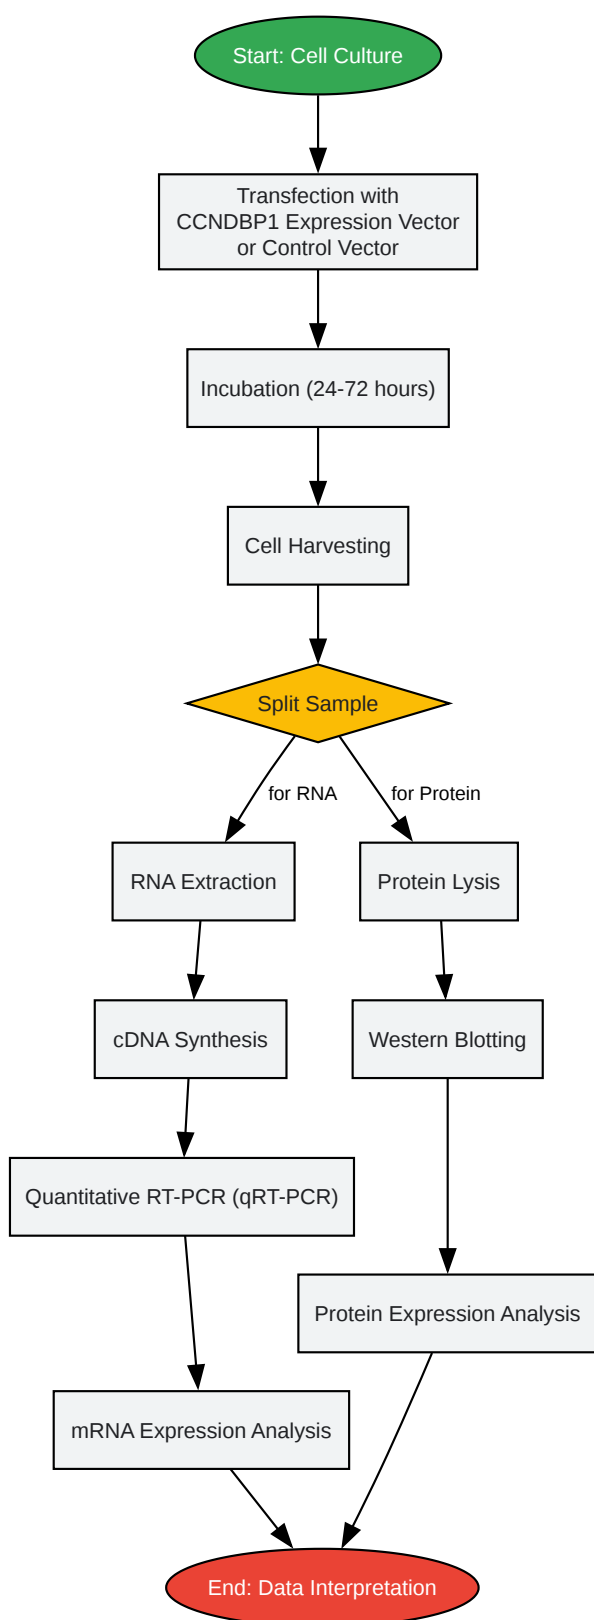 Start: Cell Culture
Transfection with
CCNDBP1 Expression Vector
or Control Vector
Incubation (24-72 hours)
Cell Harvesting
Split Sample
for RNA
for Protein
RNA Extraction
Protein Lysis
cDNA Synthesis
Western Blotting
Quantitative RT-PCR (qRT-PCR)
Protein Expression Analysis
mRNA Expression Analysis
End: Data Interpretation